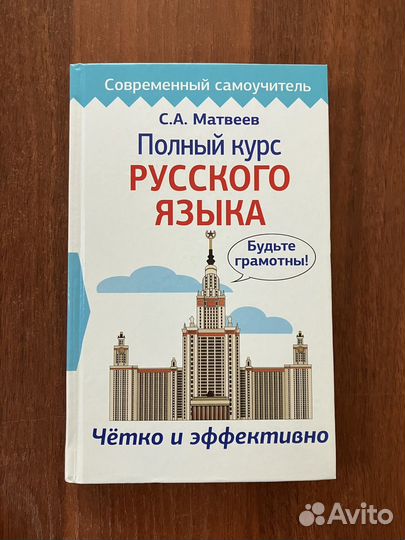 Современный самоучитель
С.А. Матвеев
Полный курс
РУССКОГО
ЯЗЫКА
Будьте
грамотны!
Чётко и эффективно
Avito